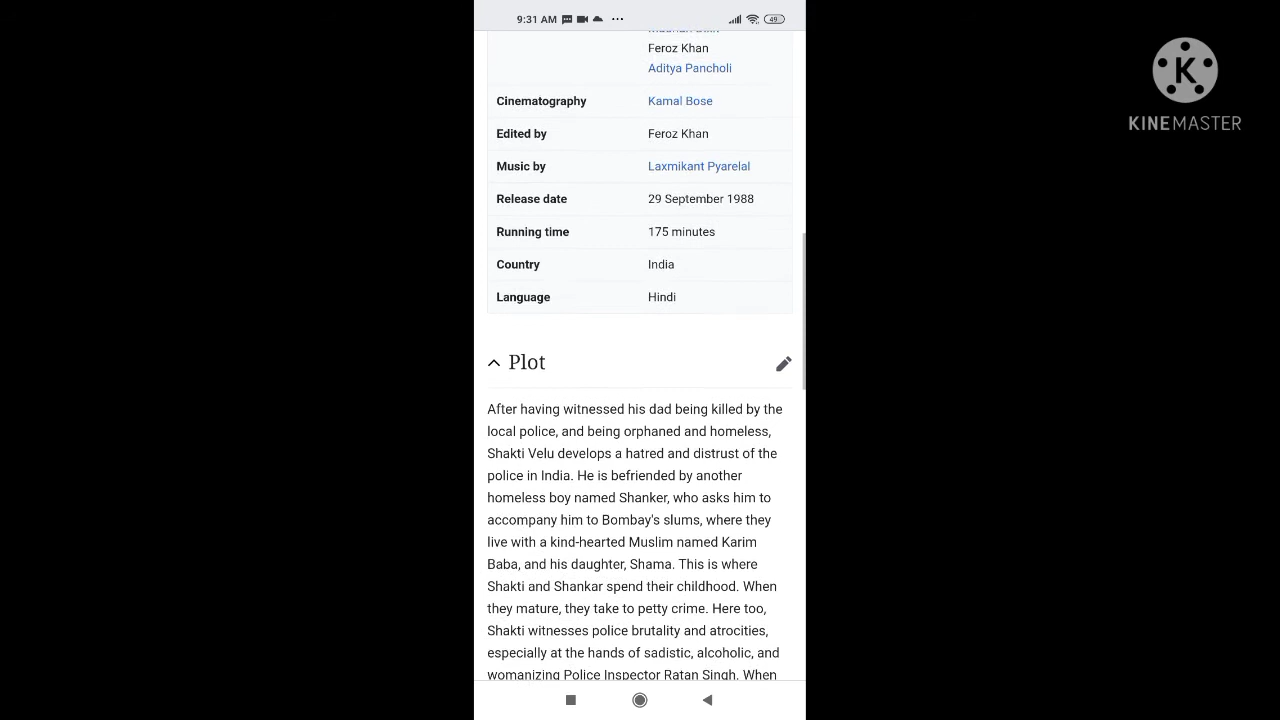 9:31 AM
49
Feroz Khan
Aditya Pancholi
Cinematography Kamal Bose
Edited by Feroz Khan
Music by Laxmikant Pyarelal
Release date 29 September 1988
Running time 175 minutes
Country India
Language Hindi
Plot
After having witnessed his dad being killed by the
local police, and being orphaned and homeless,
Shakti Velu develops a hatred and distrust of the
police in India. He is befriended by another
homeless boy named Shanker, who asks him to
accompany him to Bombay's slums, where they
live with a kind-hearted Muslim named Karim
Baba, and his daughter, Shama. This is where
Shakti and Shankar spend their childhood. When
they mature, they take to petty crime. Here too,
Shakti witnesses police brutality and atrocities,
especially at the hands of sadistic, alcoholic, and
womanizing Police Inspector Ratan Singh. When
K
KINEMASTER